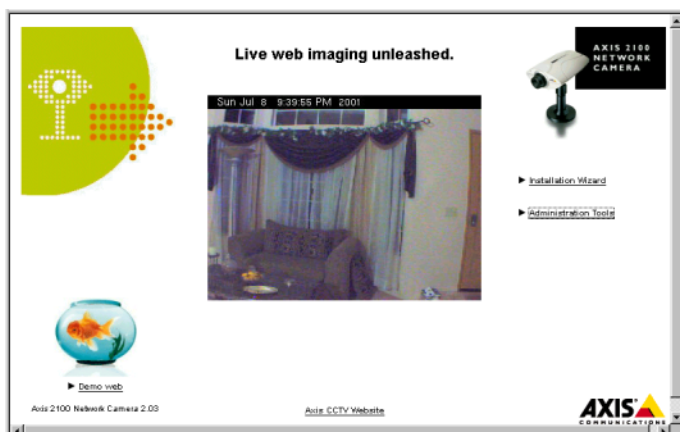 Live web imaging unleashed.
AXIS 2100
NETWORK
CAMERA
Sun Jul 8 9:39:55 PM 2001
Installation Wizard
Administration Tools
Demo web
Axis 2100 Network Camera 2.03
Axis CCTV Website
AXIS
COMMUNICATIONS